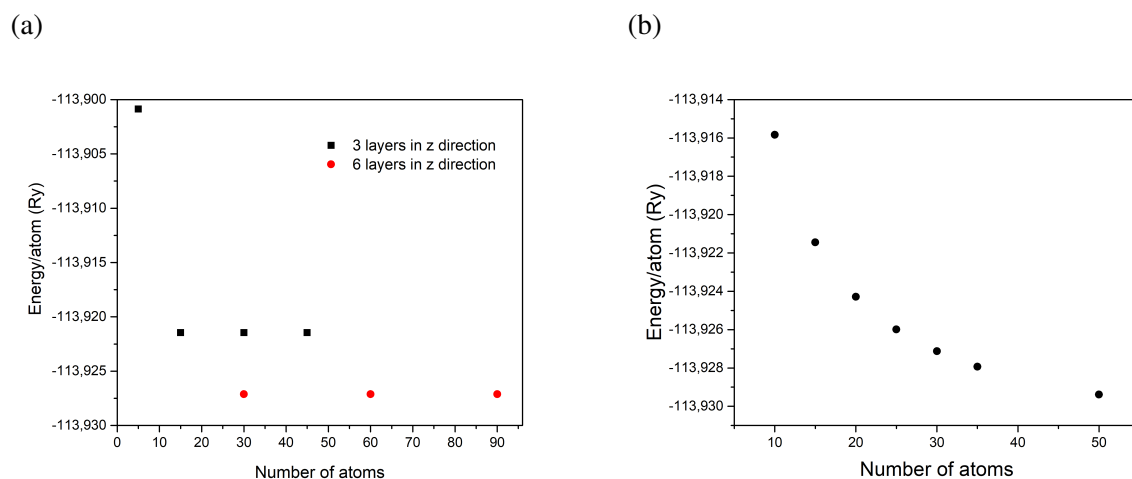 (a)
(b)
-113,900
-113,905
-113,910
-113,915
-113,920
-113,925
-113,930
Energy/atom (Ry)
3 layers in z direction
6 layers in z direction
0 10 20 30 40 50 60 70 80 90
Number of atoms
-113,914
-113,916
-113,918
-113,920
-113,922
-113,924
-113,926
-113,928
-113,930
Energy/atom (Ry)
10 20 30 40 50
Number of atoms